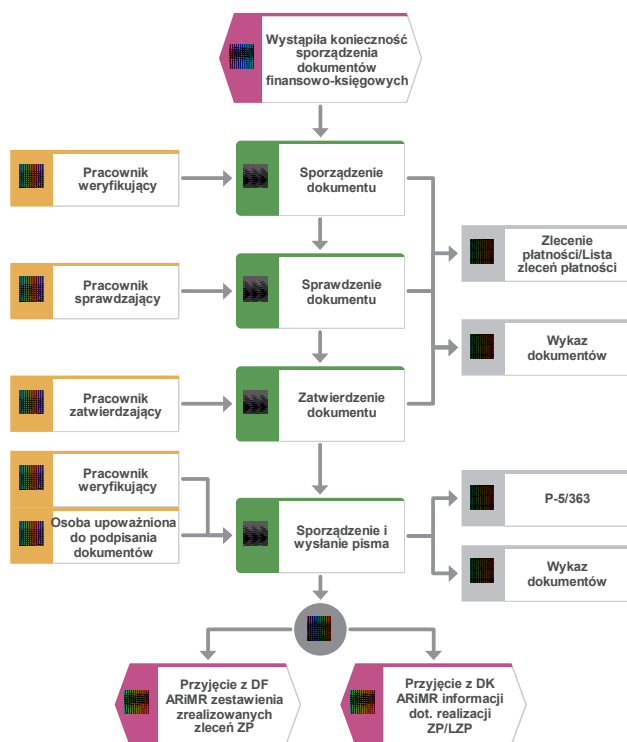 Wystąpiła konieczność
sporządzenia
dokumentów
finansowo-księgowych
Pracownik
weryfikujący
Sporządzenie
dokumentu
Zlecenie
płatności/Lista
zleceń płatności
Pracownik
sprawdzający
Sprawdzenie
dokumentu
Wykaz
dokumentów
Pracownik
zatwierdzający
Zatwierdzenie
dokumentu
Pracownik
weryfikujący
Osoba upoważniona
do podpisania
dokumentów
Sporządzenie i
wysłanie pisma
P-5/363
Wykaz
dokumentów
Przyjęcie z DF
ARiMR zestawienia
zrealizowanych
zleceń ZP
Przyjęcie z DK
ARiMR informacji
dot. realizacji
ZP/LZP